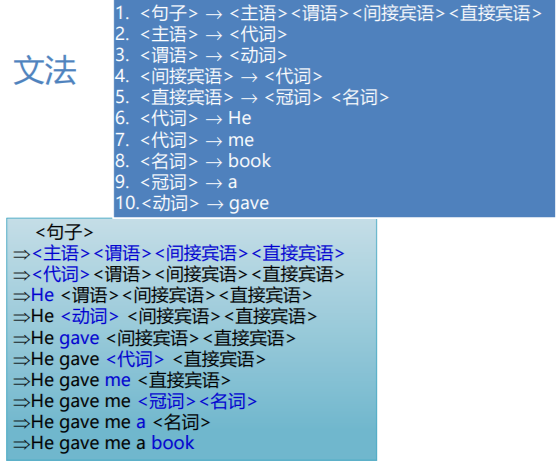 文法
1. <句子> → <主语><谓语><间接宾语><直接宾语>
2. <主语> → <代词>
3. <谓语> → <动词>
4. <间接宾语> → <代词>
5. <直接宾语> → <冠词> <名词>
6. <代词> → He
7. <代词> → me
8. <名词> → book
9. <冠词> → a
10.<动词> → gave
<句子>
⇒<主语><谓语><间接宾语><直接宾语>
⇒<代词><谓语><间接宾语><直接宾语>
⇒He <谓语><间接宾语><直接宾语>
⇒He <动词> <间接宾语><直接宾语>
⇒He gave <间接宾语><直接宾语>
⇒He gave <代词> <直接宾语>
⇒He gave me <直接宾语>
⇒He gave me <冠词><名词>
⇒He gave me a <名词>
⇒He gave me a book